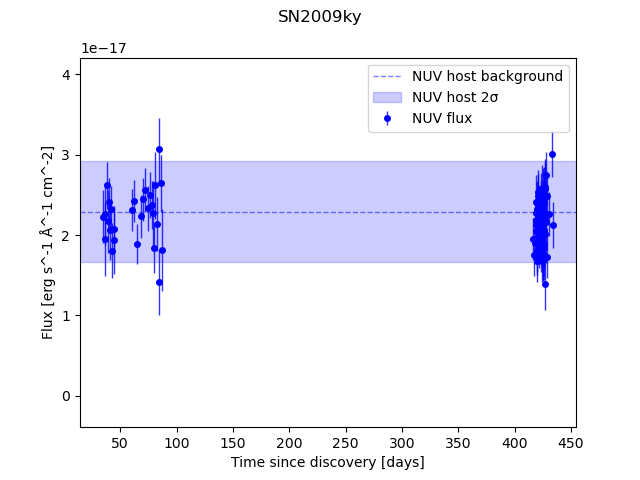 SN2009ky
1e−17
NUV host background
NUV host 2σ
NUV flux
4
3
2
1
0
Flux [erg s^-1 Å^-1 cm^-2]
50 100 150 200 250 300 350 400 450
Time since discovery [days]